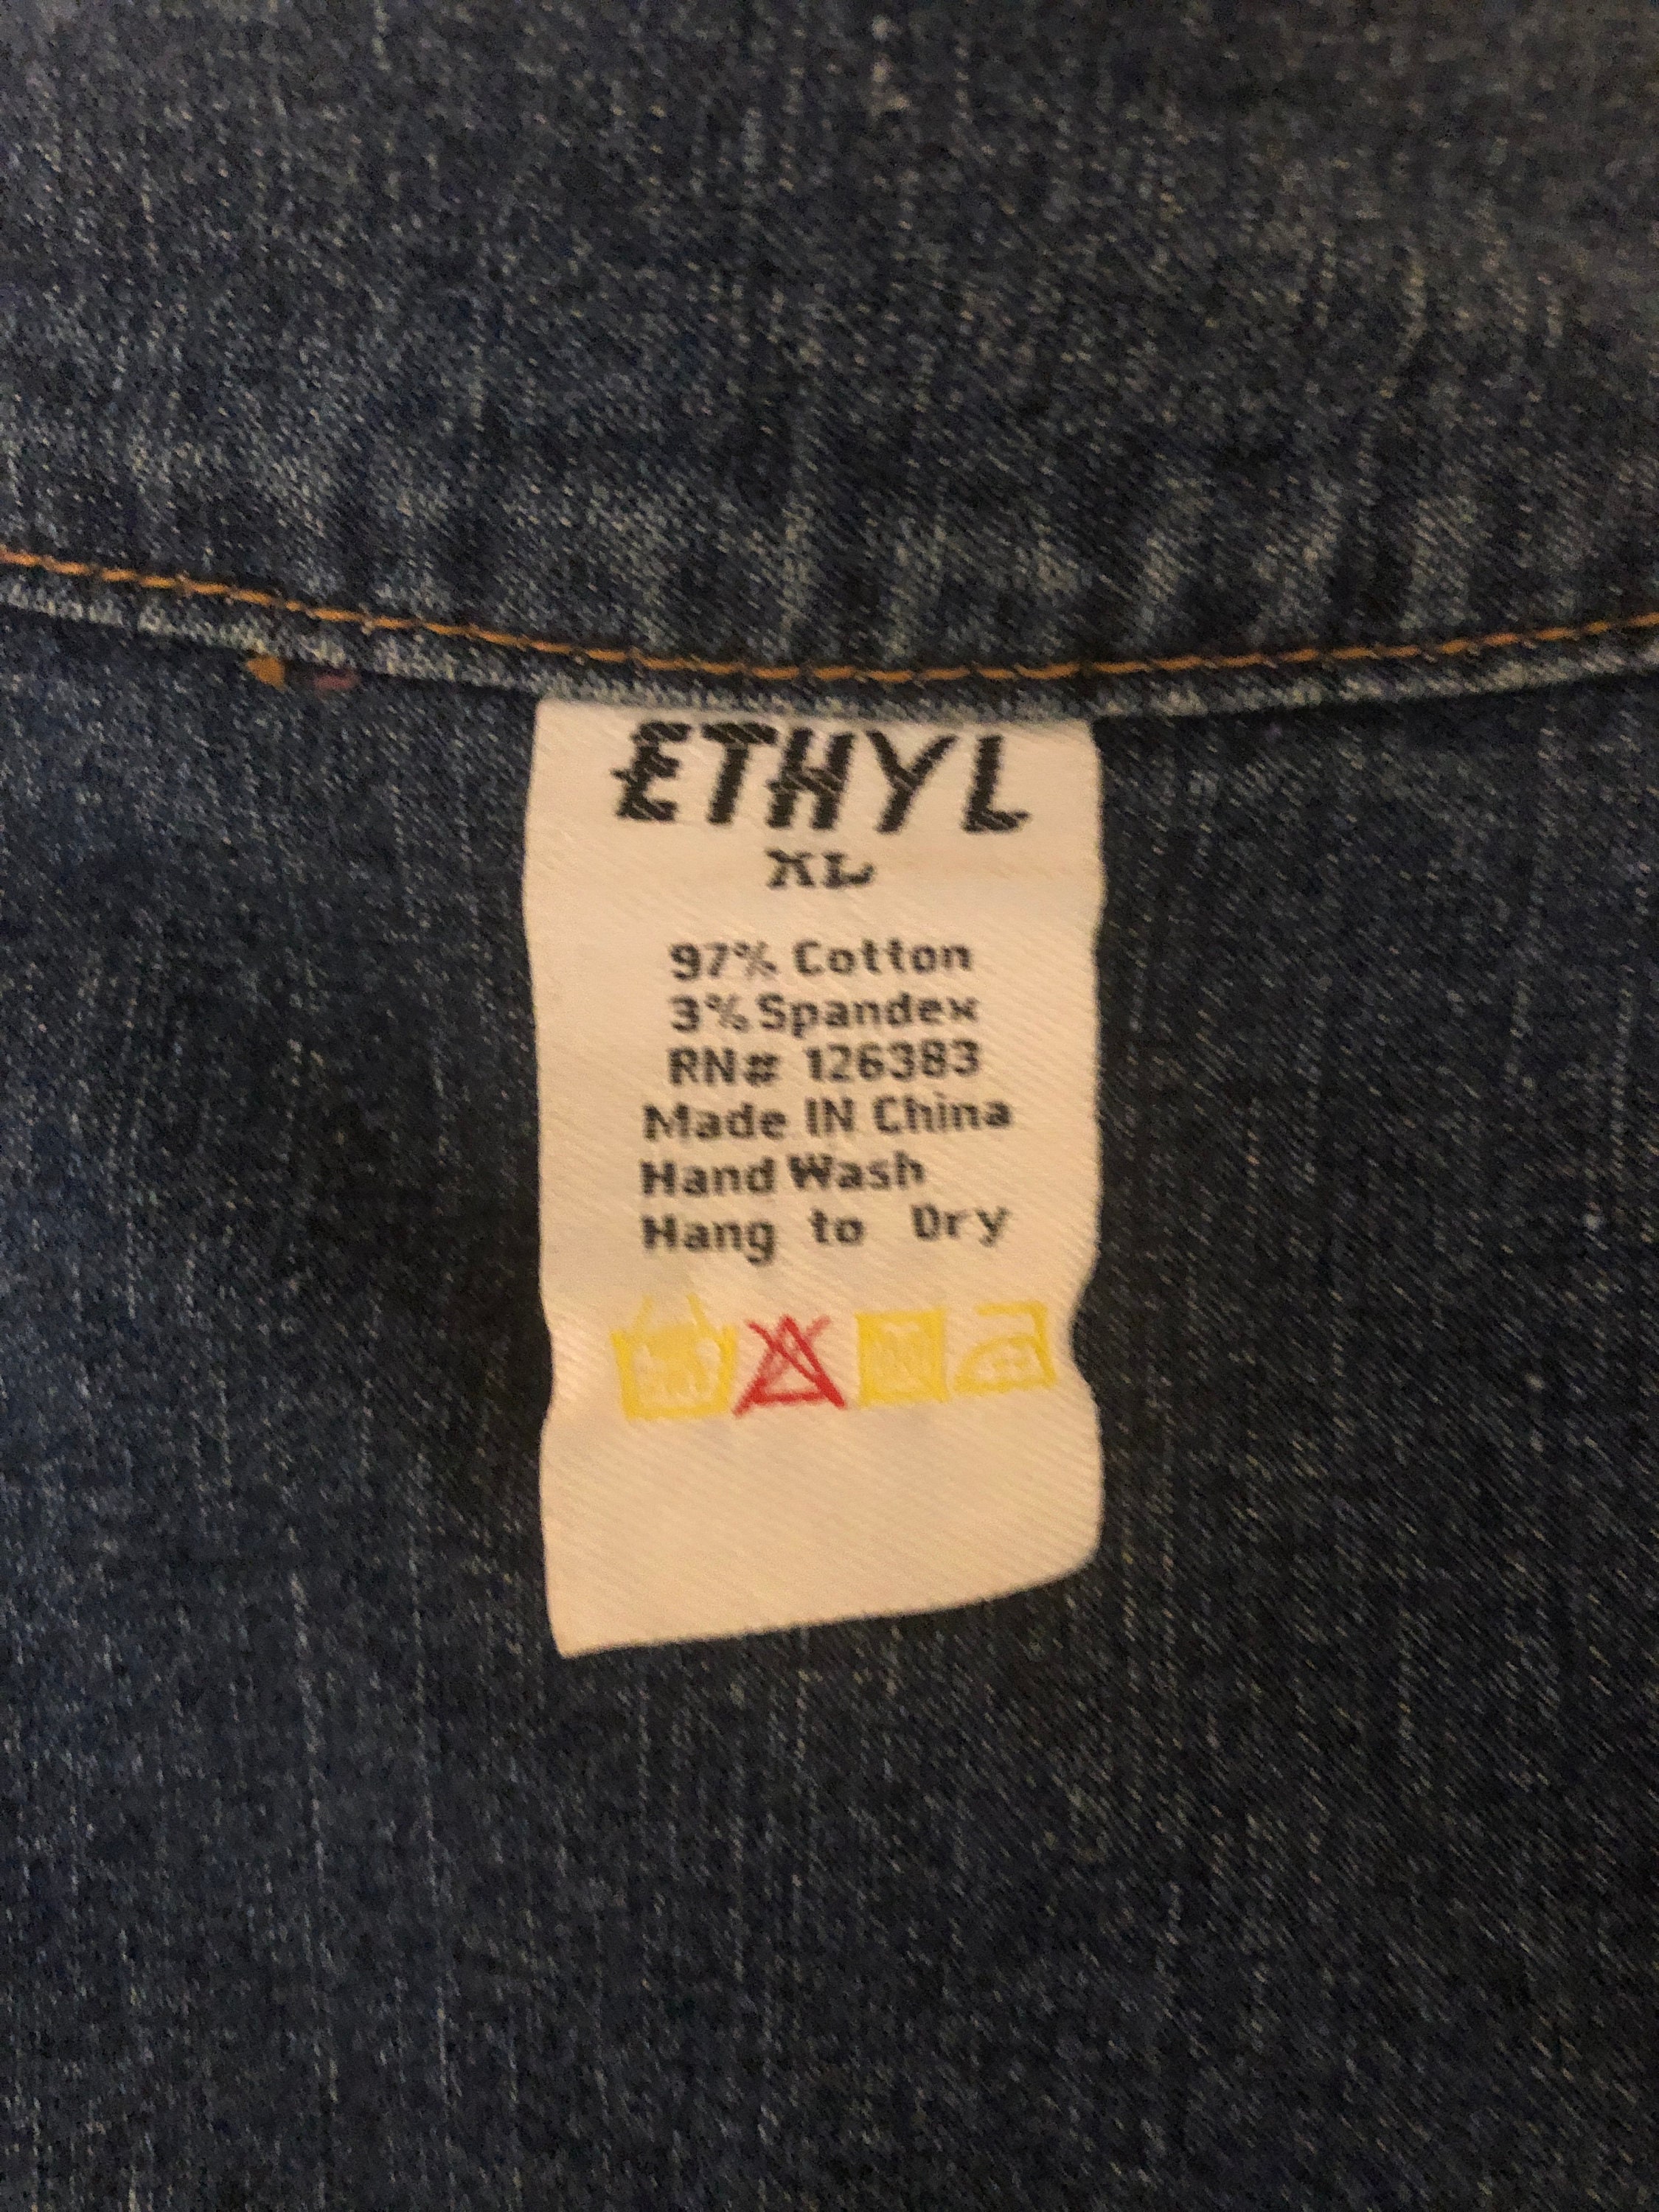 ETHYL
XL
97% Cotton
3% Spandex
RN# 126383
Made IN China
Hand Wash
Hang to Dry